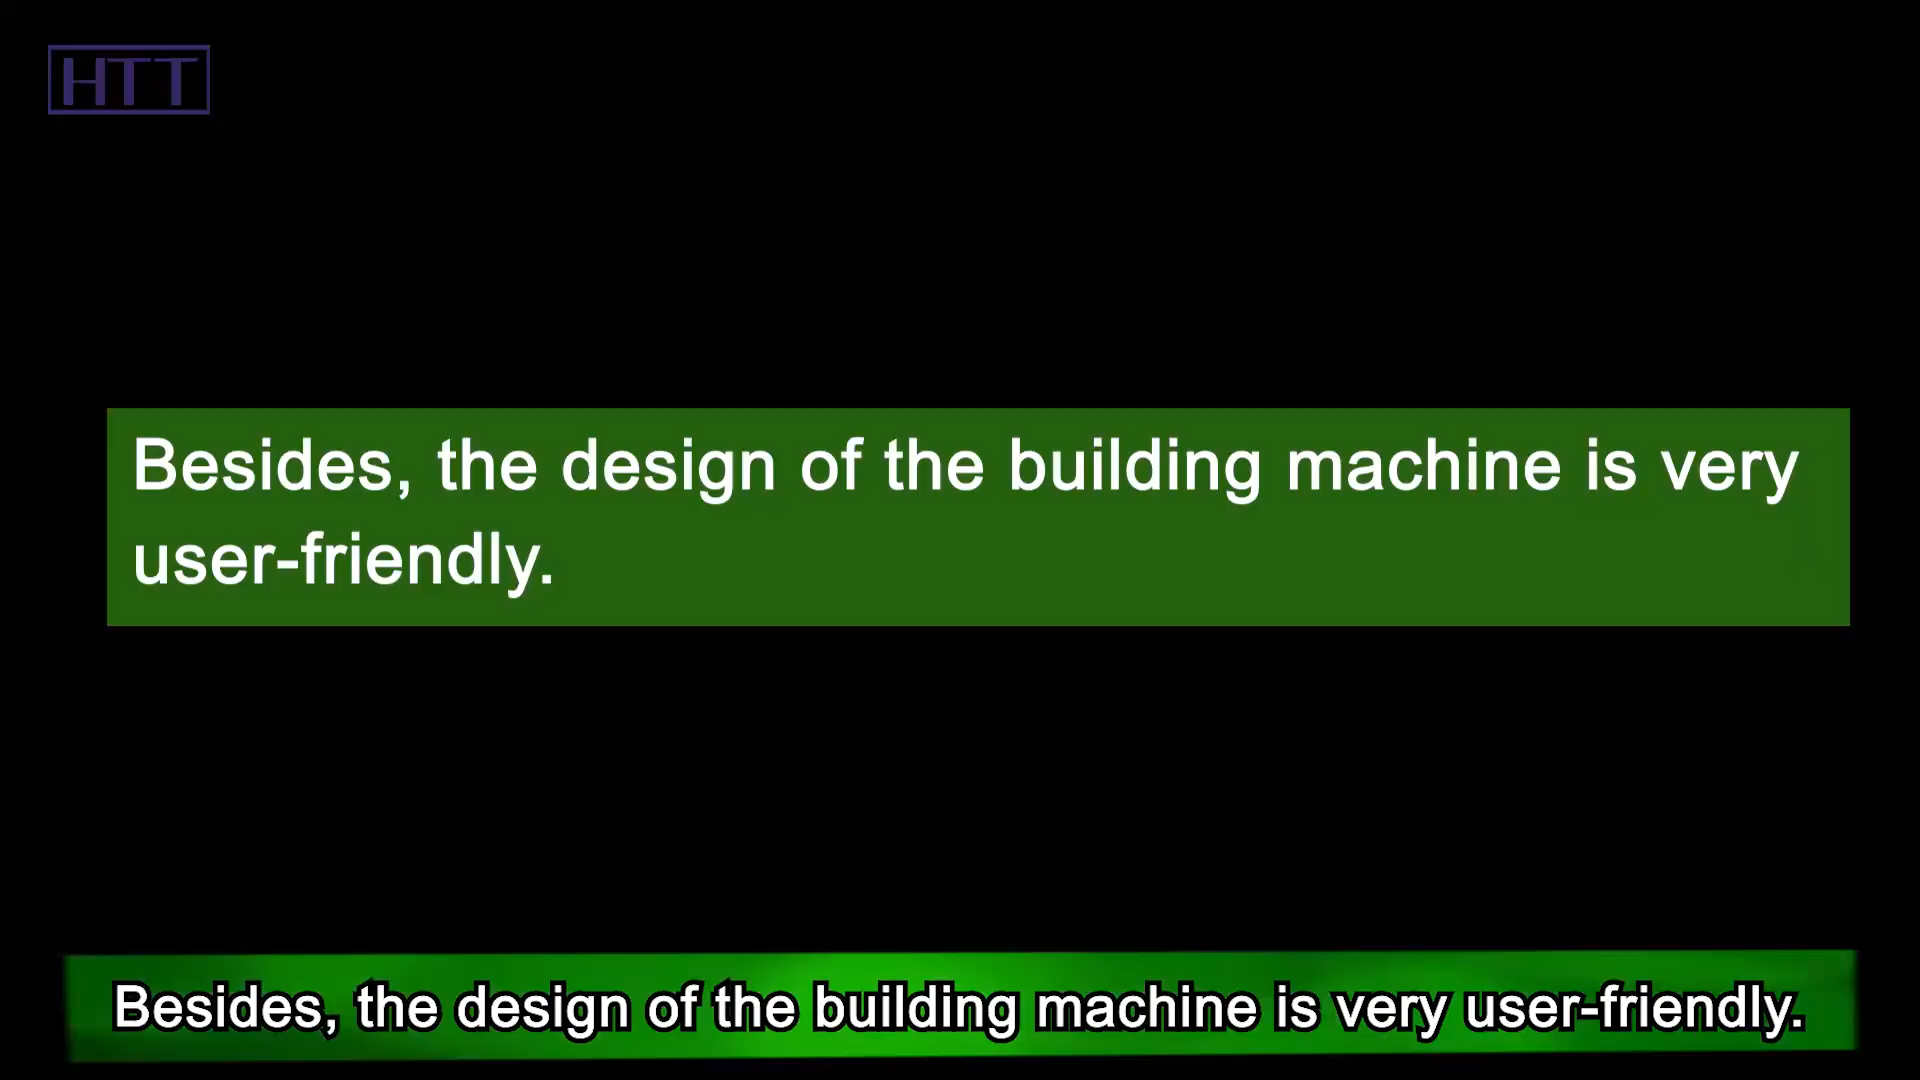 HTT
Besides, the design of the building machine is very
user-friendly.
Besides, the design of the building machine is very user-friendly.